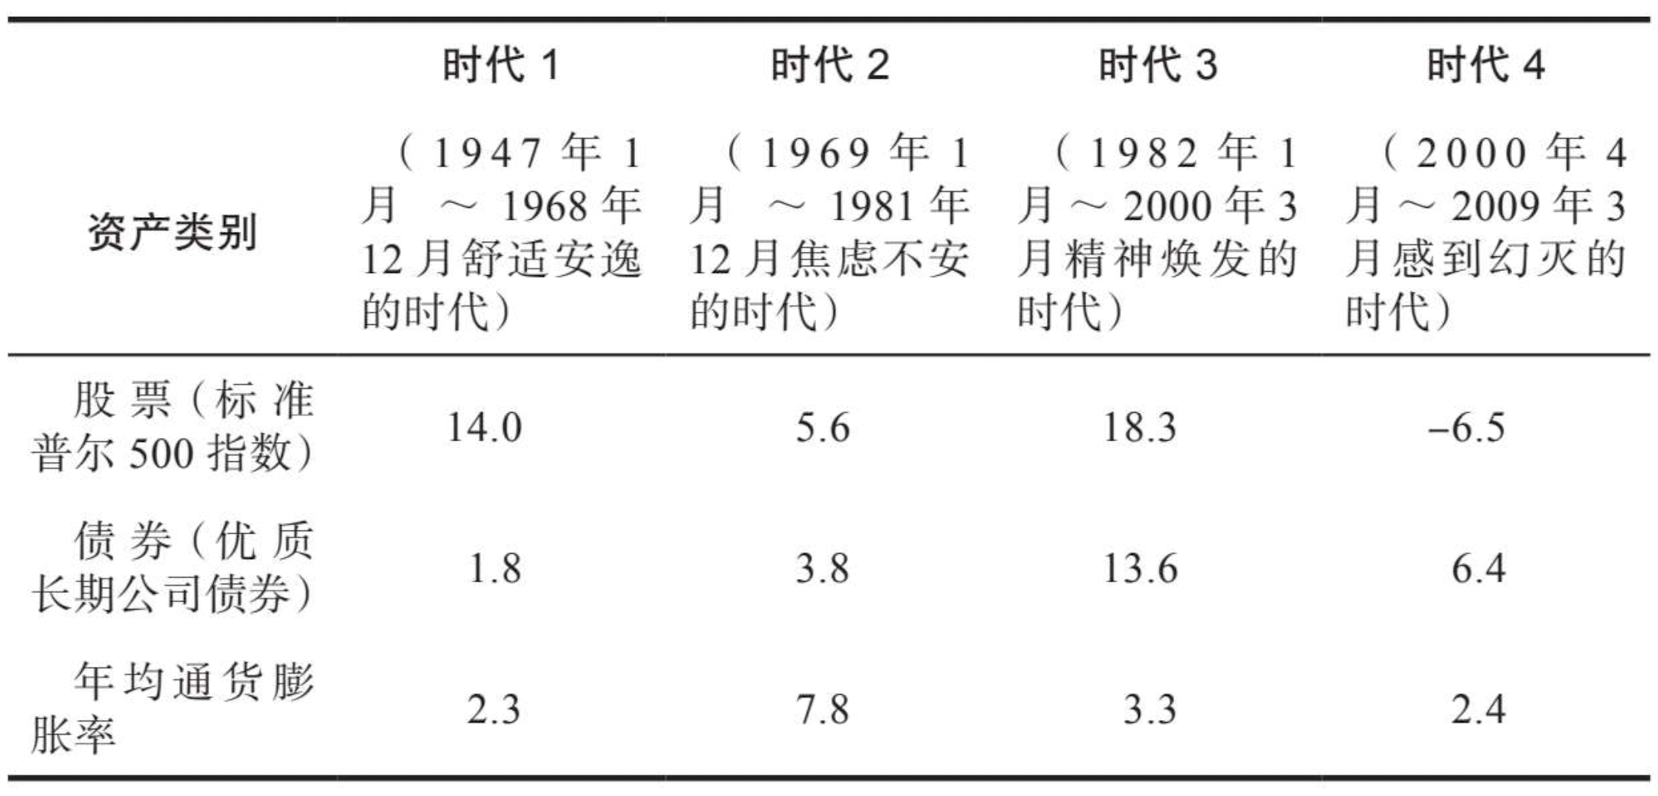 时代 1 时代 2 时代 3 时代 4
资产类别
（1947 年 1
月 ～ 1968 年
12 月舒适安逸
的时代）
（1969 年 1
月 ～ 1981 年
12 月焦虑不安
的时代）
（1982 年 1
月～ 2000 年 3
月精神焕发的
时代）
（2000 年 4
月～ 2009 年 3
月感到幻灭的
时代）
股票（标准
普尔 500 指数）
14.0 5.6 18.3 –6.5
债券（优质
长期公司债券）
1.8 3.8 13.6 6.4
年均通货膨
胀率
2.3 7.8 3.3 2.4